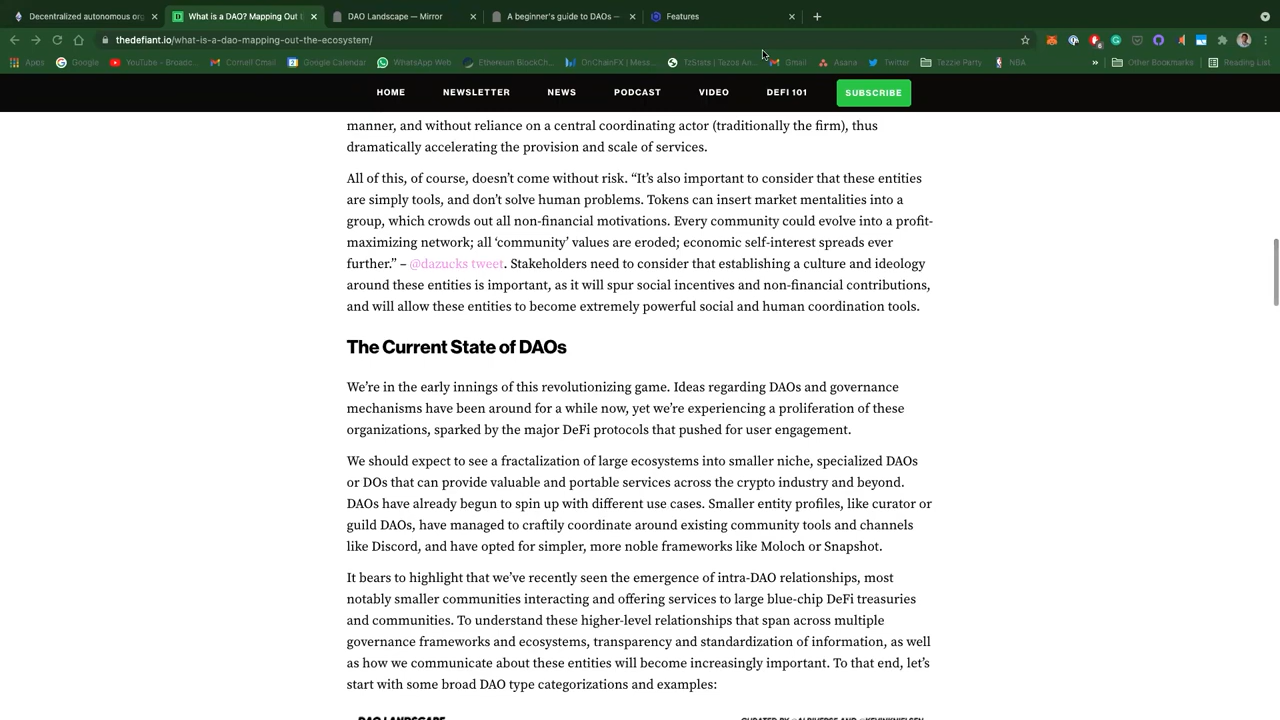 Decentralized autonomous or
What is a DAO? Mapping Out t
DAO Landscape — Mirror
A beginner's guide to DAOs —
Features
thedefiant.io/what-is-a-dao-mapping-out-the-ecosystem/
Apps
Google
YouTube – Broadc...
Cornell Gmail
Google Calendar
WhatsApp Web
Ethereum BlockCh...
OnChainFX | Mess...
TzStats | Tezos An...
Gmail
Asana
Twitter
Tezzie Party
NBA
»
Other Bookmarks
Reading List
HOME
NEWSLETTER
NEWS
PODCAST
VIDEO
DEFI 101
SUBSCRIBE
manner, and without reliance on a central coordinating actor (traditionally the firm), thus
dramatically accelerating the provision and scale of services.
All of this, of course, doesn't come without risk. “It's also important to consider that these entities
are simply tools, and don't solve human problems. Tokens can insert market mentalities into a
group, which crowds out all non-financial motivations. Every community could evolve into a profit-
maximizing network; all ‘community’ values are eroded; economic self-interest spreads ever
further.” – @dazucks tweet. Stakeholders need to consider that establishing a culture and ideology
around these entities is important, as it will spur social incentives and non-financial contributions,
and will allow these entities to become extremely powerful social and human coordination tools.
The Current State of DAOs
We're in the early innings of this revolutionizing game. Ideas regarding DAOs and governance
mechanisms have been around for a while now, yet we're experiencing a proliferation of these
organizations, sparked by the major DeFi protocols that pushed for user engagement.
We should expect to see a fractalization of large ecosystems into smaller niche, specialized DAOs
or DOs that can provide valuable and portable services across the crypto industry and beyond.
DAOs have already begun to spin up with different use cases. Smaller entity profiles, like curator or
guild DAOs, have managed to craftily coordinate around existing community tools and channels
like Discord, and have opted for simpler, more noble frameworks like Moloch or Snapshot.
It bears to highlight that we've recently seen the emergence of intra-DAO relationships, most
notably smaller communities interacting and offering services to large blue-chip DeFi treasuries
and communities. To understand these higher-level relationships that span across multiple
governance frameworks and ecosystems, transparency and standardization of information, as well
as how we communicate about these entities will become increasingly important. To that end, let's
start with some broad DAO type categorizations and examples:
DAO LANDSCAPE